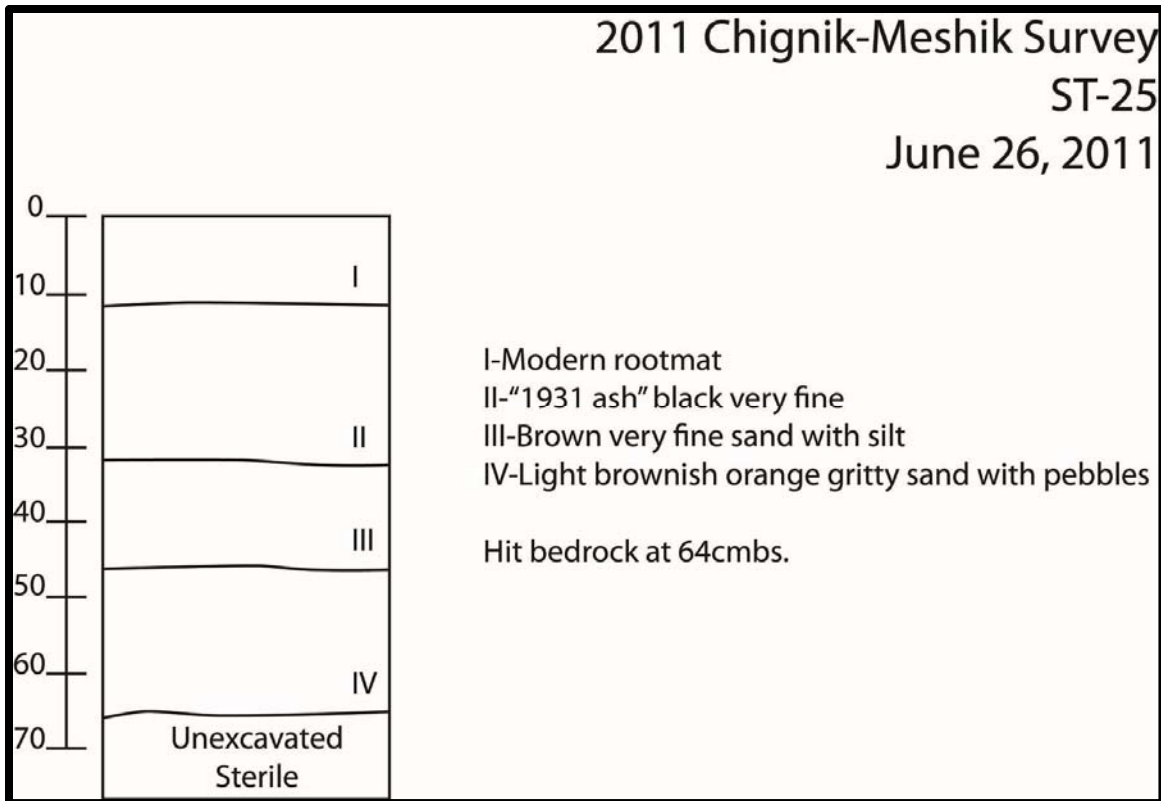 2011 Chignik-Meshik Survey
ST-25
June 26, 2011
0
10
20
30
40
50
60
70
I
II
III
IV
Unexcavated
Sterile
I-Modern rootmat
II-“1931 ash” black very fine
III-Brown very fine sand with silt
IV-Light brownish orange gritty sand with pebbles
Hit bedrock at 64cmbs.